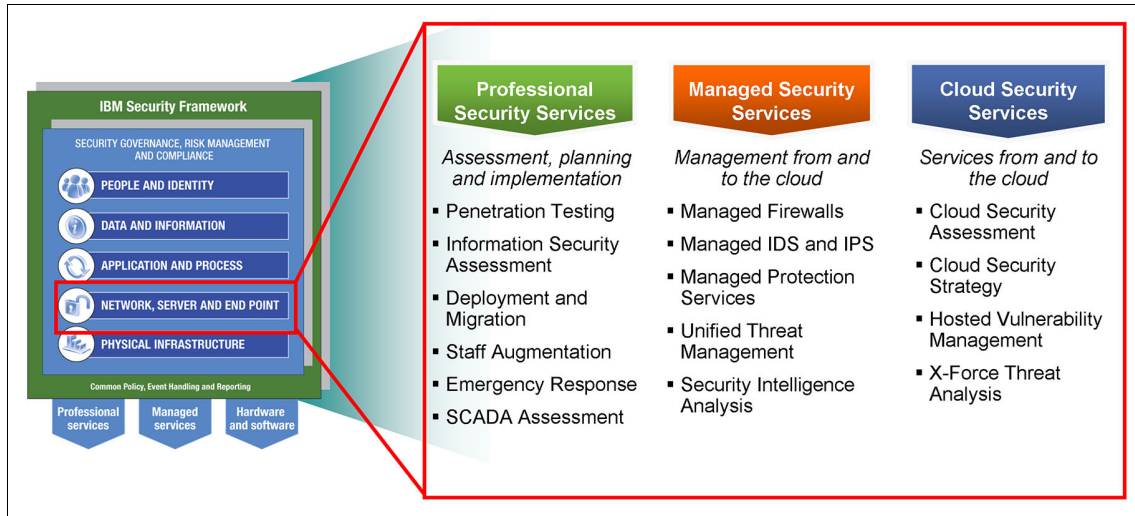 IBM Security Framework
SECURITY GOVERNANCE, RISK MANAGEMENT
AND COMPLIANCE
PEOPLE AND IDENTITY
DATA AND INFORMATION
APPLICATION AND PROCESS
NETWORK, SERVER AND END POINT
PHYSICAL INFRASTRUCTURE
Common Policy, Event Handling and Reporting
Professional
services
Managed
services
Hardware
and software
Professional
Security Services
Assessment, planning
and implementation
▪ Penetration Testing
▪ Information Security
Assessment
▪ Deployment and
Migration
▪ Staff Augmentation
▪ Emergency Response
▪ SCADA Assessment
Managed Security
Services
Management from and
to the cloud
▪ Managed Firewalls
▪ Managed IDS and IPS
▪ Managed Protection
Services
▪ Unified Threat
Management
▪ Security Intelligence
Analysis
Cloud Security
Services
Services from and to
the cloud
▪ Cloud Security
Assessment
▪ Cloud Security
Strategy
▪ Hosted Vulnerability
Management
▪ X-Force Threat
Analysis